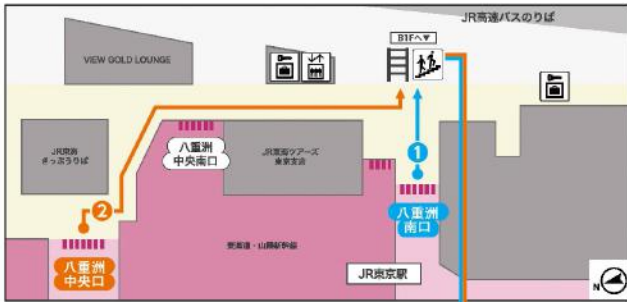 JR高速バスのりば
B1Fへ▼
VIEW GOLD LOUNGE
JR東海
きっぷうりば
八重洲
中央南口
JR東海ツアーズ
東京支店
1
2
八重洲
南口
東海道・山陽新幹線
八重洲
中央口
JR東京駅
N